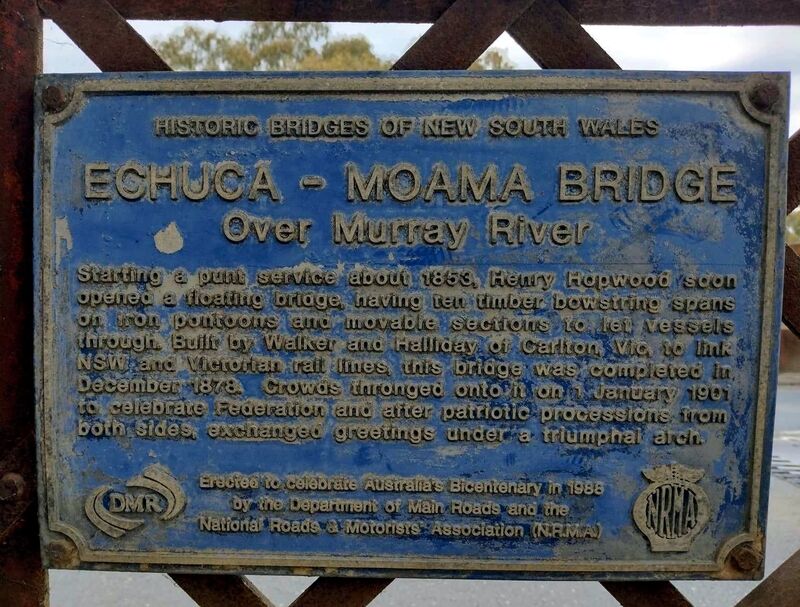 HISTORIC BRIDGES OF NEW SOUTH WALES
ECHUCA - MOAMA BRIDGE
Over Murray River
Starting a punt service about 1853, Henry Hopwood soon
opened a floating bridge, having ten timber bowstring spans
on iron pontoons and movable sections to let vessels
through. Built by Walker and Halliday of Carlton, Vic, to link
NSW and Victorian rail lines, this bridge was completed in
December 1878. Crowds thronged onto it on 1 January 1901
to celebrate Federation and after patriotic processions from
both sides, exchanged greetings under a triumphal arch.
DMR
Erected to celebrate Australia's Bicentenary in 1988
by the Department of Main Roads and the
National Roads & Motorists' Association (N.R.M.A.)
NRMA